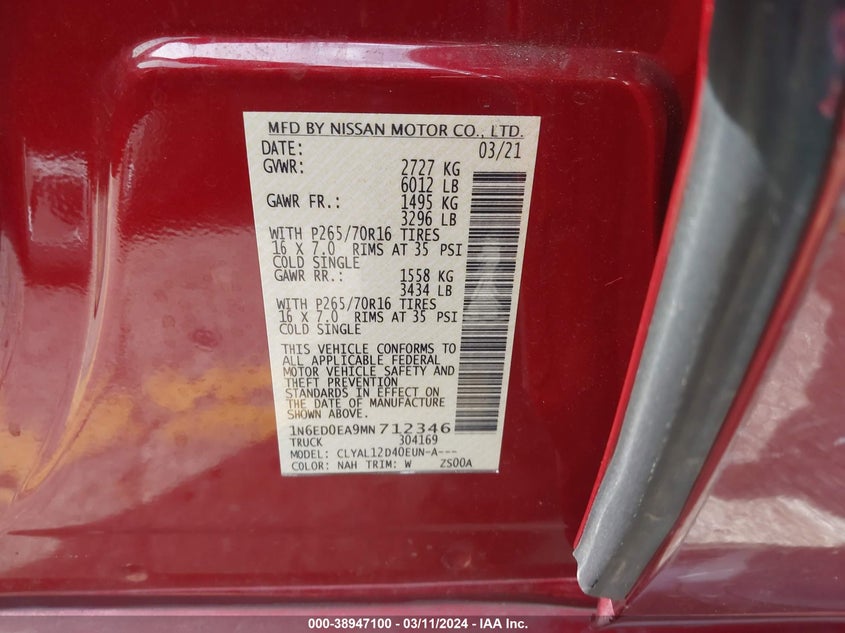 MFD BY NISSAN MOTOR CO., LTD.
DATE: 03/21
GVWR: 2727 KG
6012 LB
GAWR FR.: 1495 KG
3296 LB
WITH P265/70R16 TIRES
16 X 7.0 RIMS AT 35 PSI
COLD SINGLE
GAWR RR.: 1558 KG
3434 LB
WITH P265/70R16 TIRES
16 X 7.0 RIMS AT 35 PSI
COLD SINGLE
THIS VEHICLE CONFORMS TO
ALL APPLICABLE FEDERAL
MOTOR VEHICLE SAFETY AND
THEFT PREVENTION
STANDARDS IN EFFECT ON
THE DATE OF MANUFACTURE
SHOWN ABOVE.
1N6ED0EA9MN712346
TRUCK 304169
MODEL: CLYAL12D40EUN-A---
COLOR: NAH TRIM: W ZS00A
000-38947100 - 03/11/2024 - IAA Inc.